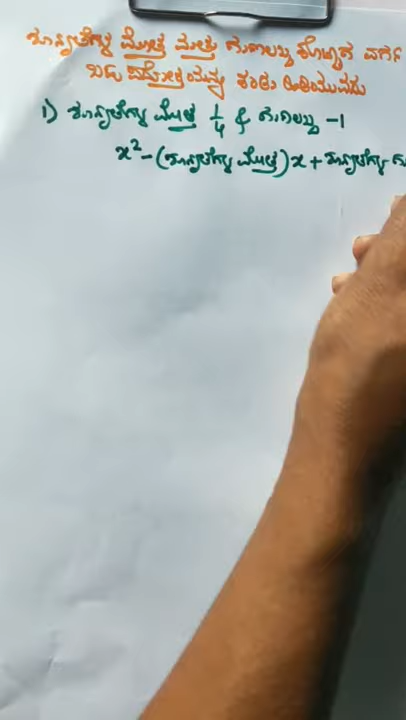 ಶೂನ್ಯತೆಗಳ ಮೊತ್ತ ಮತ್ತು ಗುಣಲಬ್ಧ ಕೊಟ್ಟಾಗ ವರ್ಗ
ಬಹು ಪದೋಕ್ತಿಯನ್ನು ಕಂಡು ಹಿಡಿಯುವದು
1) ಶೂನ್ಯತೆಗಳ ಮೊತ್ತ 1/4 & ಗುಣಲಬ್ಧ -1
x² - (ಶೂನ್ಯತೆಗಳ ಮೊತ್ತ) x + ಶೂನ್ಯತೆಗಳ